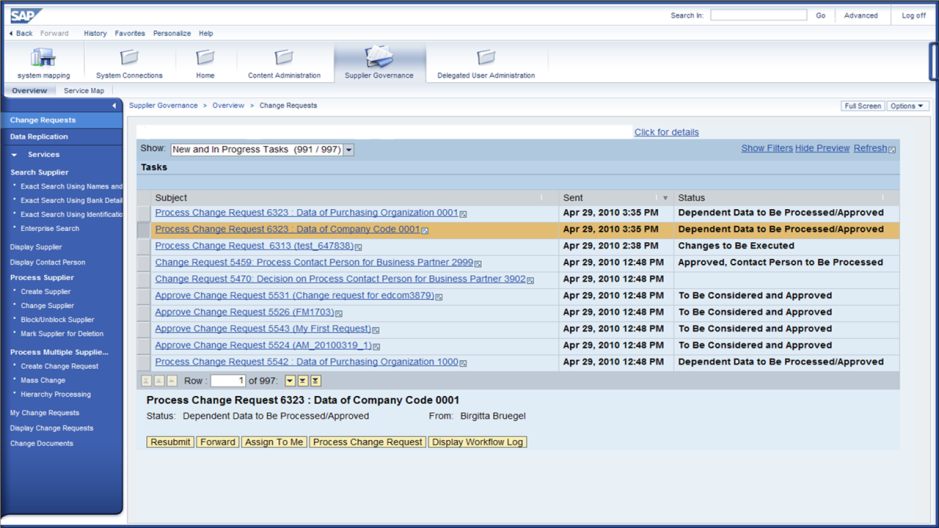 SAP
Search In: Go Advanced Log off
Back Forward History Favorites Personalize Help
system mapping System Connections Home Content Administration Supplier Governance Delegated User Administration
Overview Service Map
Supplier Governance > Overview > Change Requests Full Screen Options
Change Requests
Data Replication
Services
Search Supplier
Exact Search Using Names and
Exact Search Using Bank Detail
Exact Search Using Identificatio
Enterprise Search
Display Supplier
Display Contact Person
Process Supplier
Create Supplier
Change Supplier
Block/Unblock Supplier
Mark Supplier for Deletion
Process Multiple Supplie...
Create Change Request
Mass Change
Hierarchy Processing
My Change Requests
Display Change Requests
Change Documents
Click for details
Show: New and In Progress Tasks (991 / 997) Show Filters Hide Preview Refresh
Tasks
Subject Sent Status
Process Change Request 6323 : Data of Purchasing Organization 0001 Apr 29, 2010 3:35 PM Dependent Data to Be Processed/Approved
Process Change Request 6323 : Data of Company Code 0001 Apr 29, 2010 3:35 PM Dependent Data to Be Processed/Approved
Process Change Request 6313 (test_647838) Apr 29, 2010 2:38 PM Changes to Be Executed
Change Request 5459: Process Contact Person for Business Partner 2999 Apr 29, 2010 12:48 PM Approved, Contact Person to Be Processed
Change Request 5470: Decision on Process Contact Person for Business Partner 3902 Apr 29, 2010 12:48 PM
Approve Change Request 5531 (Change request for edcom3879) Apr 29, 2010 12:48 PM To Be Considered and Approved
Approve Change Request 5526 (FM1703) Apr 29, 2010 12:48 PM To Be Considered and Approved
Approve Change Request 5543 (My First Request) Apr 29, 2010 12:48 PM To Be Considered and Approved
Approve Change Request 5524 (AM_20100319_1) Apr 29, 2010 12:48 PM To Be Considered and Approved
Process Change Request 5542 : Data of Purchasing Organization 1000 Apr 29, 2010 12:48 PM Dependent Data to Be Processed/Approved
Row : 1 of 997:
Process Change Request 6323 : Data of Company Code 0001
Status: Dependent Data to Be Processed/Approved From: Birgitta Bruegel
Resubmit Forward Assign To Me Process Change Request Display Workflow Log